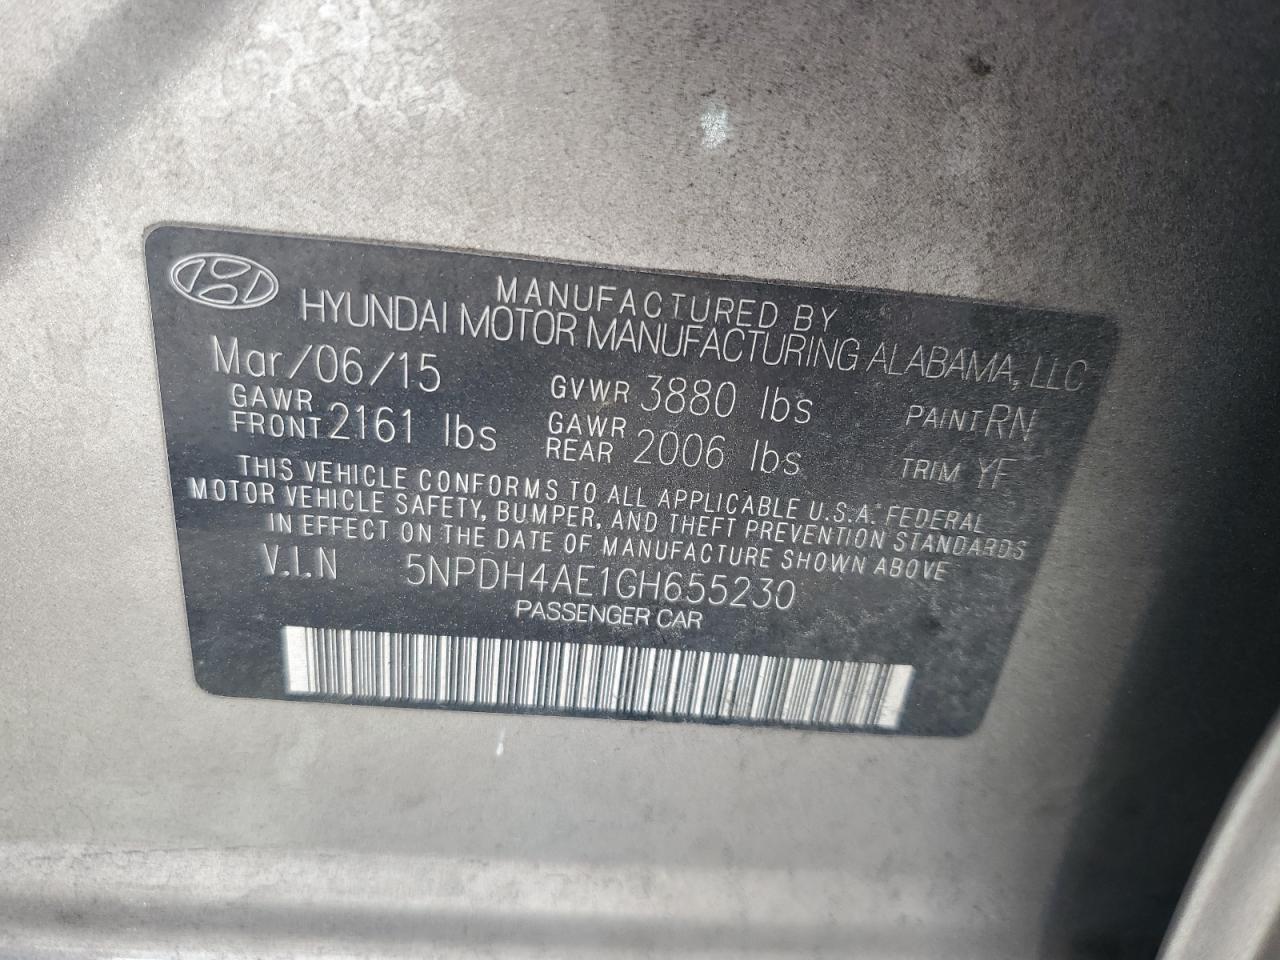 MANUFACTURED BY
HYUNDAI MOTOR MANUFACTURING ALABAMA, LLC
Mar/06/15 GVWR 3880 lbs PAINT RN
GAWR FRONT 2161 lbs GAWR REAR 2006 lbs TRIM YF
THIS VEHICLE CONFORMS TO ALL APPLICABLE U.S.A. FEDERAL
MOTOR VEHICLE SAFETY, BUMPER, AND THEFT PREVENTION STANDARDS
IN EFFECT ON THE DATE OF MANUFACTURE SHOWN ABOVE
V.I.N 5NPDH4AE1GH655230
PASSENGER CAR